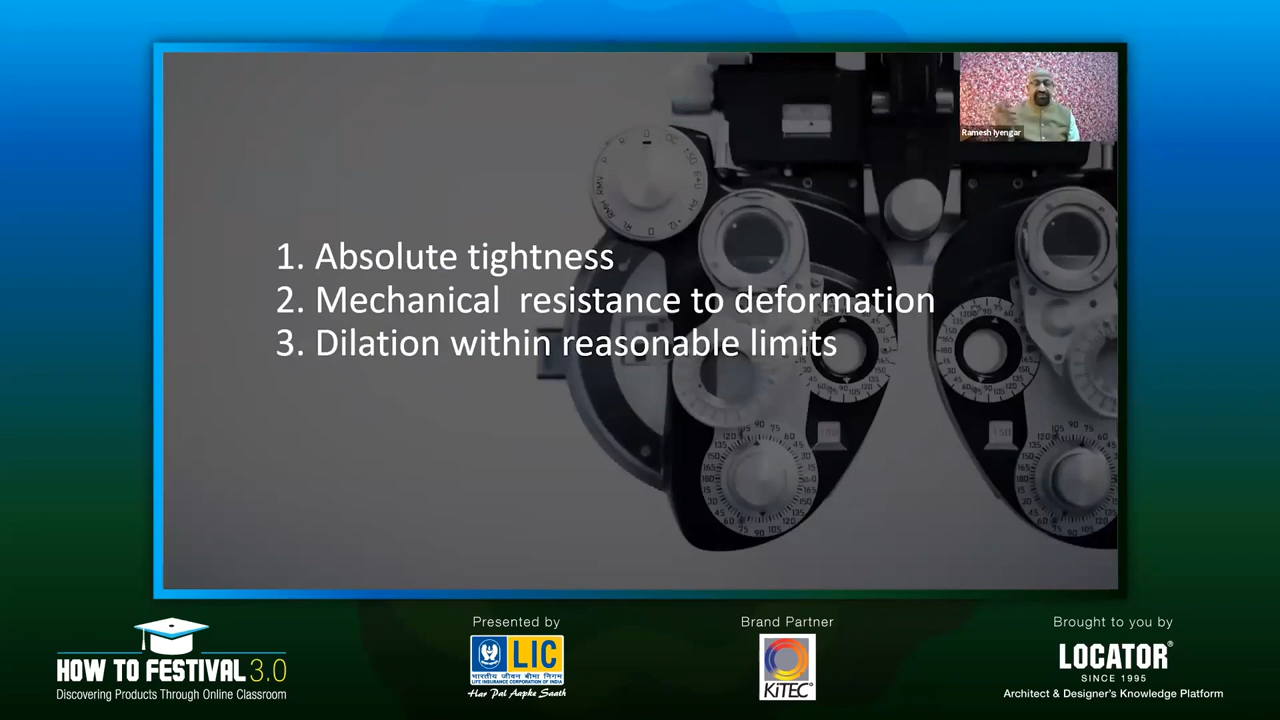 Ramesh Iyengar
1. Absolute tightness
2. Mechanical resistance to deformation
3. Dilation within reasonable limits
HOW TO FESTIVAL 3.0
Discovering Products Through Online Classroom
Presented by
LIC
भारतीय जीवन बीमा निगम
LIFE INSURANCE CORPORATION OF INDIA
Har Pal Aapke Saath
Brand Partner
KiTEC
Brought to you by
LOCATOR®
SINCE 1995
Architect & Designer's Knowledge Platform